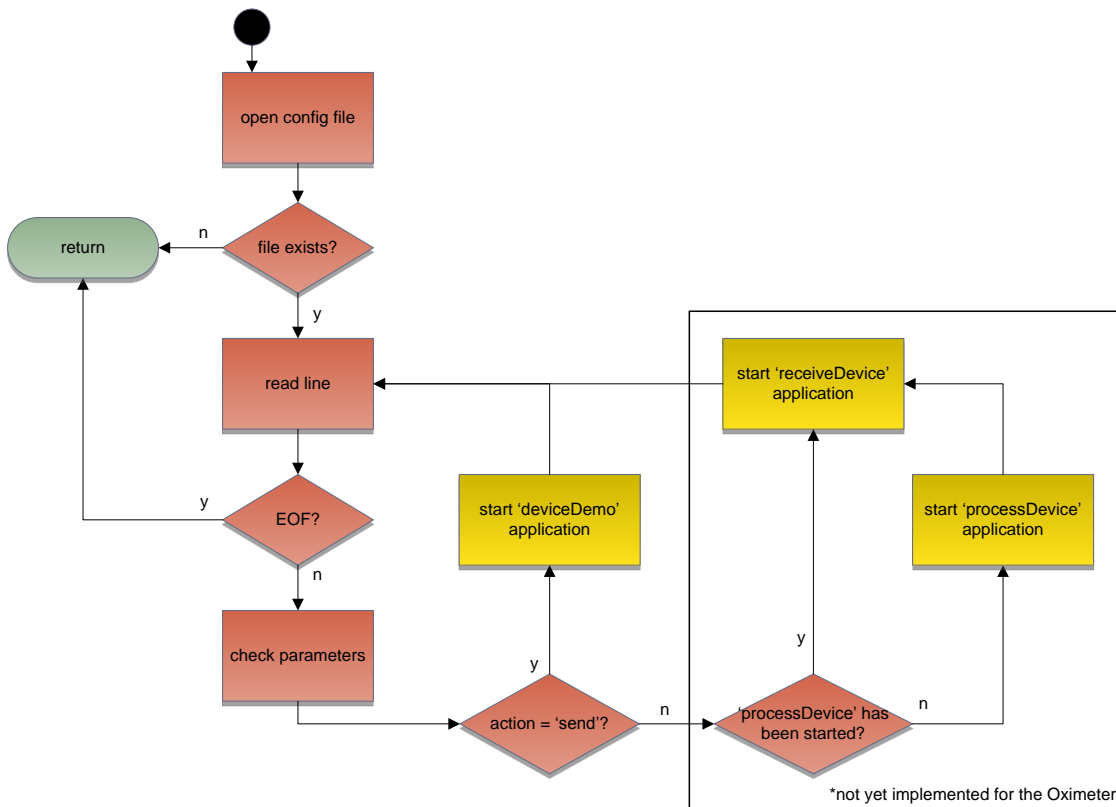 open config file
return
n
file exists?
y
read line
start ‘receiveDevice’
application
y
EOF?
start ‘deviceDemo’
application
start ‘processDevice’
application
n
check parameters
y
y
action = ‘send’?
n
‘processDevice’ has
been started?
n
*not yet implemented for the Oximeter